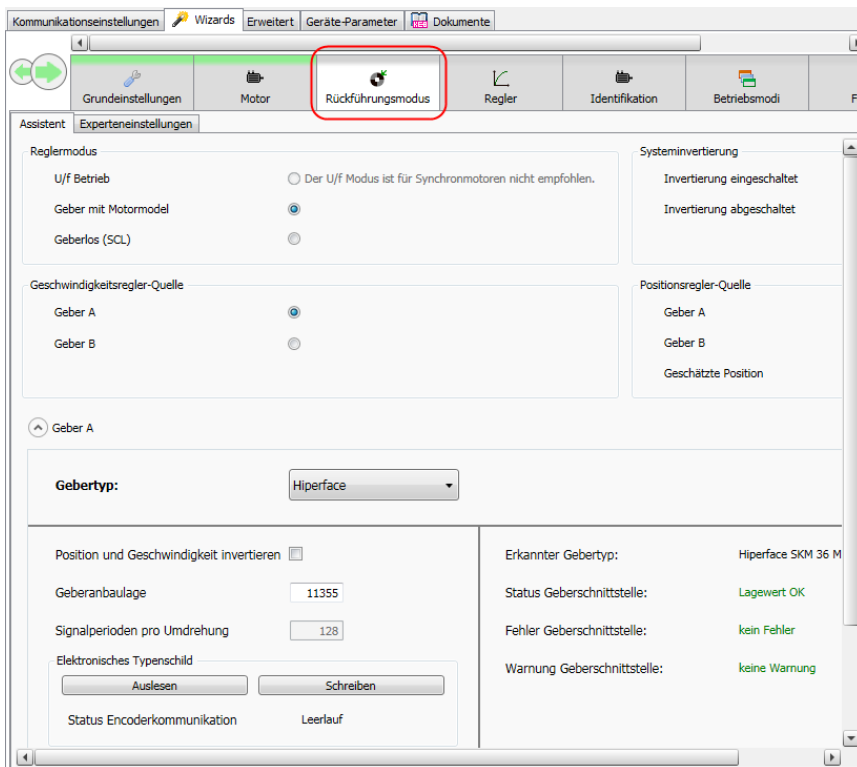 Kommunikationseinstellungen Wizards Erweitert Geräte-Parameter Dokumente
Grundeinstellungen Motor Rückführungsmodus Regler Identifikation Betriebsmodi F
Assistent Experteneinstellungen
Reglermodus
U/f Betrieb Der U/f Modus ist für Synchronmotoren nicht empfohlen.
Geber mit Motormodel
Geberlos (SCL)
Systeminvertierung
Invertierung eingeschaltet
Invertierung abgeschaltet
Geschwindigkeitsregler-Quelle
Geber A
Geber B
Positionsregler-Quelle
Geber A
Geber B
Geschätzte Position
Geber A
Gebertyp: Hiperface
Position und Geschwindigkeit invertieren
Geberanbaulage 11355
Signalperioden pro Umdrehung 128
Elektronisches Typenschild
Auslesen Schreiben
Status Encoderkommunikation Leerlauf
Erkannter Gebertyp: Hiperface SKM 36 M
Status Geberschnittstelle: Lagewert OK
Fehler Geberschnittstelle: kein Fehler
Warnung Geberschnittstelle: keine Warnung